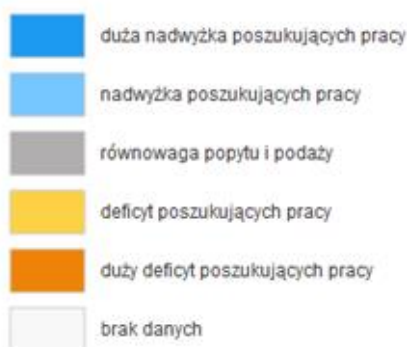 duża nadwyżka poszukujących pracy
nadwyżka poszukujących pracy
równowaga popytu i podaży
deficyt poszukujących pracy
duży deficyt poszukujących pracy
brak danych